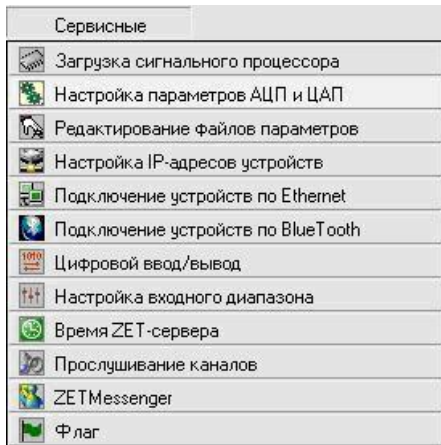 Сервисные
Загрузка сигнального процессора
Настройка параметров АЦП и ЦАП
Редактирование файлов параметров
Настройка IP-адресов устройств
Подключение устройств по Ethernet
Подключение устройств по BlueTooth
Цифровой ввод/вывод
Настройка входного диапазона
Время ZET-сервера
Прослушивание каналов
ZETMessenger
Флаг